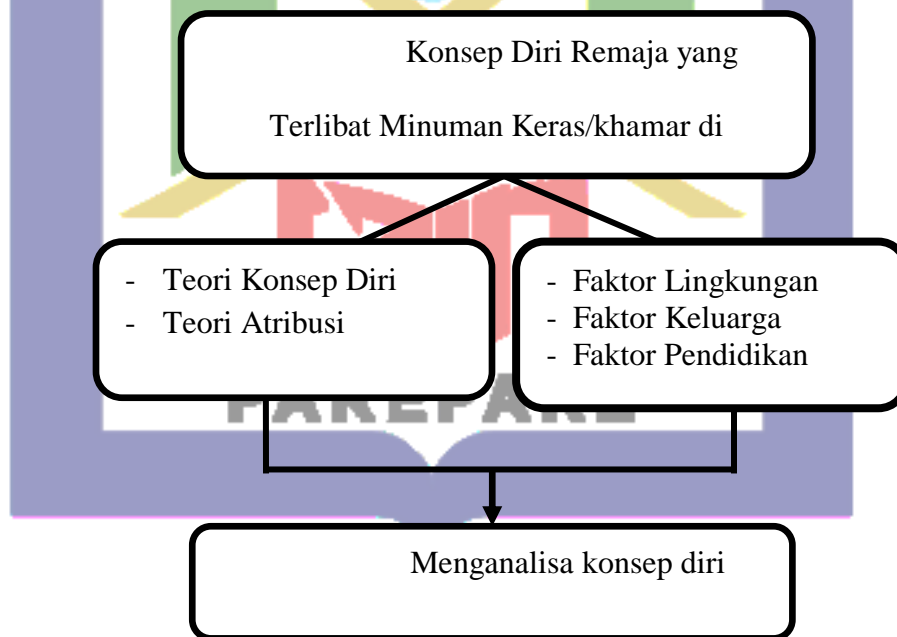 Konsep Diri Remaja yang
Terlibat Minuman Keras/khamar di
- Teori Konsep Diri
- Teori Atribusi
- Faktor Lingkungan
- Faktor Keluarga
- Faktor Pendidikan
PAREPARE
Menganalisa konsep diri